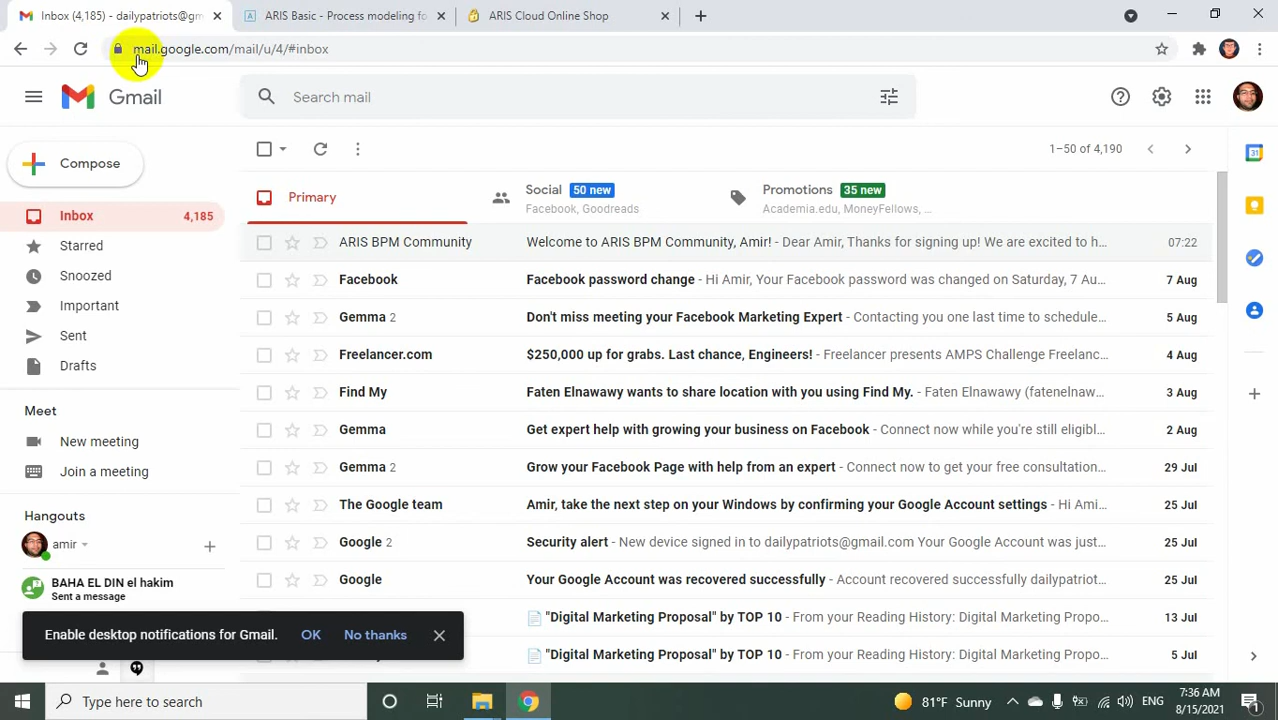 Inbox (4,185) - dailypatriots@gm
ARIS Basic - Process modeling for
ARIS Cloud Online Shop
mail.google.com/mail/u/4/#inbox
Gmail
Search mail
Compose
1–50 of 4,190
Primary
Social 50 new
Facebook, Goodreads
Promotions 35 new
Academia.edu, MoneyFellows, ...
Inbox 4,185
Starred
Snoozed
Important
Sent
Drafts
Meet
New meeting
Join a meeting
Hangouts
amir
BAHA EL DIN el hakim
Sent a message
ARIS BPM Community Welcome to ARIS BPM Community, Amir! - Dear Amir, Thanks for signing up! We are excited to h... 07:22
Facebook Facebook password change - Hi Amir, Your Facebook password was changed on Saturday, 7 Au... 7 Aug
Gemma 2 Don't miss meeting your Facebook Marketing Expert - Contacting you one last time to schedule... 5 Aug
Freelancer.com $250,000 up for grabs. Last chance, Engineers! - Freelancer presents AMPS Challenge Freelanc... 4 Aug
Find My Faten Elnawawy wants to share location with you using Find My. - Faten Elnawawy (fatenelnaw... 3 Aug
Gemma Get expert help with growing your business on Facebook - Connect now while you're still eligibl... 2 Aug
Gemma 2 Grow your Facebook Page with help from an expert - Connect now to get your free consultation... 29 Jul
The Google team Amir, take the next step on your Windows by confirming your Google Account settings - Hi Ami... 25 Jul
Google 2 Security alert - New device signed in to dailypatriots@gmail.com Your Google Account was just... 25 Jul
Google Your Google Account was recovered successfully - Account recovered successfully dailypatriot... 25 Jul
"Digital Marketing Proposal" by TOP 10 - From your Reading History: Digital Marketing Propo... 13 Jul
"Digital Marketing Proposal" by TOP 10 - From your Reading History: Digital Marketing Propo... 5 Jul
Enable desktop notifications for Gmail. OK No thanks
Type here to search
81°F Sunny
ENG
7:36 AM
8/15/2021
1